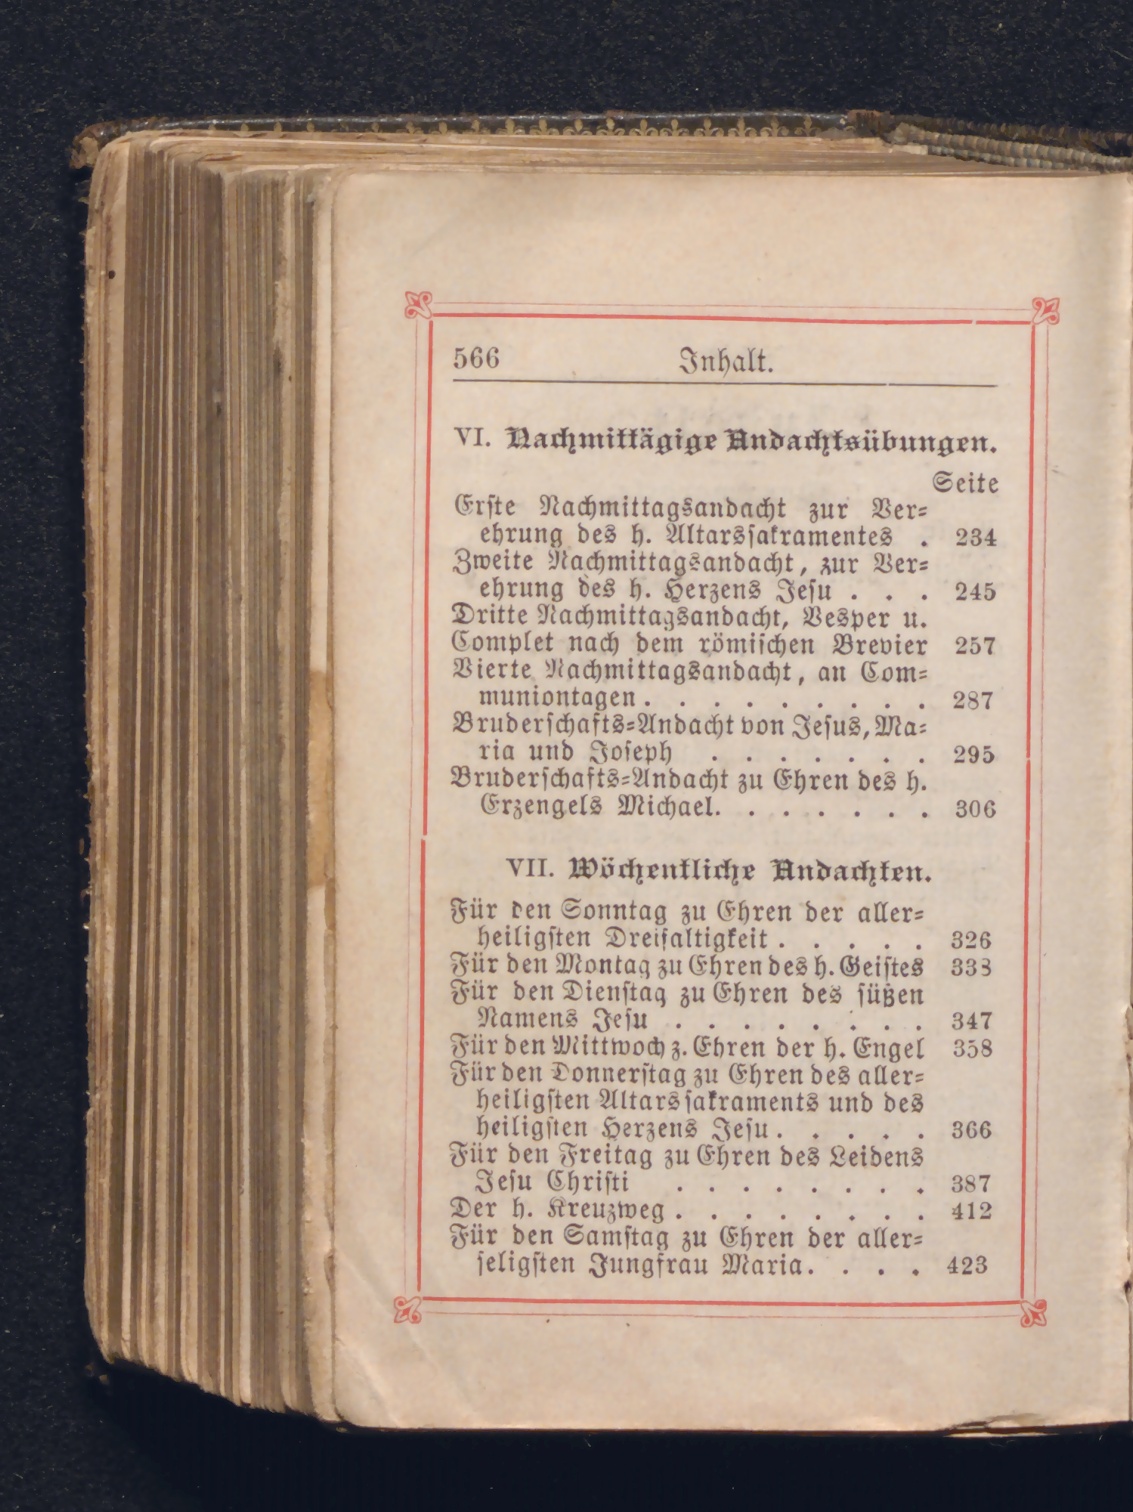 566 Inhalt.
VI. Nachmittägige Andachtsübungen.
Seite
Erſte Nachmittagsandacht zur Ver⸗
ehrung des h. Altarsſakramentes . 234
Zweite Nachmittagsandacht, zur Ver⸗
ehrung des h. Herzens Jeſu . . . 245
Dritte Nachmittagsandacht, Vesper u.
Complet nach dem römiſchen Brevier 257
Vierte Nachmittagsandacht, an Com⸗
muniontagen . . . . . . . . . 287
Bruderſchafts⸗Andacht von Jeſus, Ma⸗
ria und Joſeph . . . . . . . 295
Bruderſchafts⸗Andacht zu Ehren des h.
Erzengels Michael. . . . . . . 306
VII. Wöchentliche Andachten.
Für den Sonntag zu Ehren der aller⸗
heiligſten Dreifaltigkeit . . . . . 326
Für den Montag zu Ehren des h. Geiſtes 338
Für den Dienſtag zu Ehren des ſüßen
Namens Jeſu . . . . . . . . 347
Für den Mittwoch z. Ehren der h. Engel 358
Für den Donnerſtag zu Ehren des aller⸗
heiligſten Altarsſakraments und des
heiligſten Herzens Jeſu . . . . . 366
Für den Freitag zu Ehren des Leidens
Jeſu Chriſti . . . . . . . . 387
Der h. Kreuzweg . . . . . . . . 412
Für den Samſtag zu Ehren der aller⸗
ſeligſten Jungfrau Maria. . . . 423